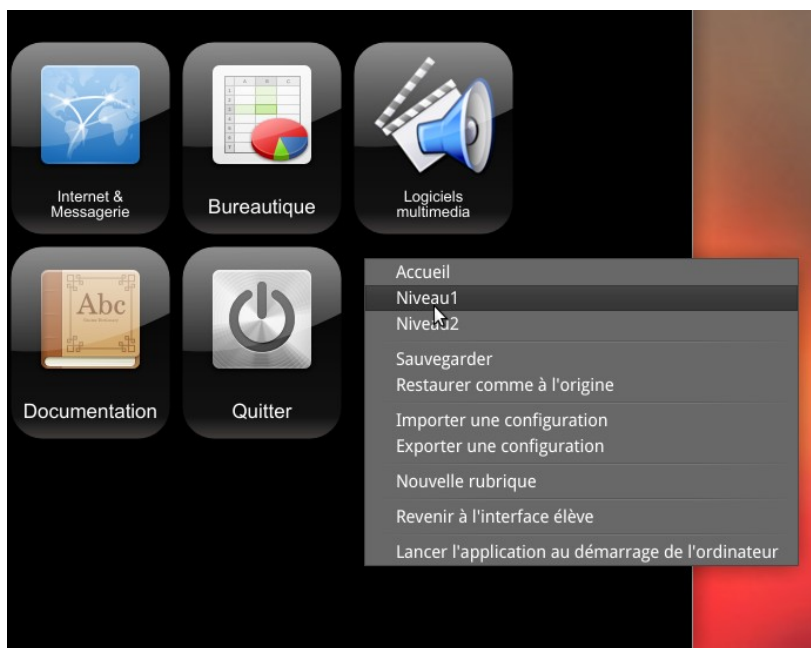 Internet &
Messagerie
Bureautique
Logiciels
multimedia
Abc
Documentation
Quitter
Accueil
Niveau1
Niveau2
Sauvegarder
Restaurer comme à l'origine
Importer une configuration
Exporter une configuration
Nouvelle rubrique
Revenir à l'interface élève
Lancer l'application au démarrage de l'ordinateur